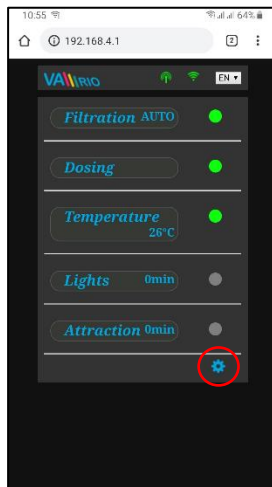 10:55 64%
192.168.4.1 2
VA RIO EN
Filtration AUTO
Dosing
Temperature
26°C
Lights 0min
Attraction 0min